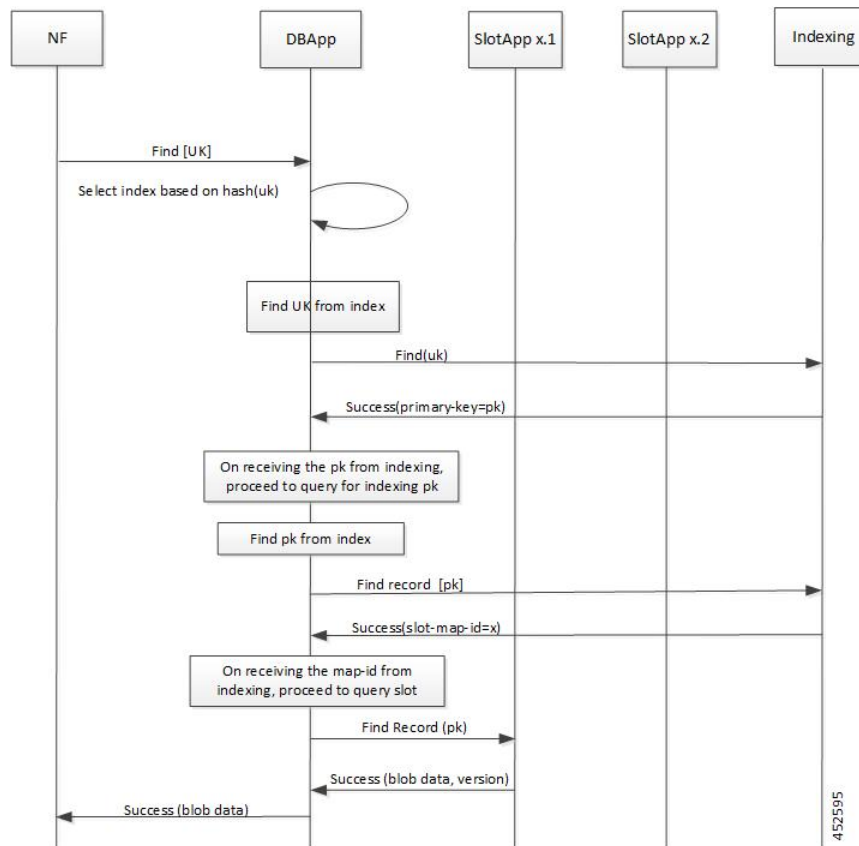 NF
DBApp
SlotApp x.1
SlotApp x.2
Indexing
Find [UK]
Select index based on hash(uk)
Find UK from index
Find(uk)
Success(primary-key=pk)
On receiving the pk from indexing,
proceed to query for indexing pk
Find pk from index
Find record [pk]
Success(slot-map-id=x)
On receiving the map-id from
indexing, proceed to query slot
Find Record (pk)
Success (blob data, version)
Success (blob data)
452595